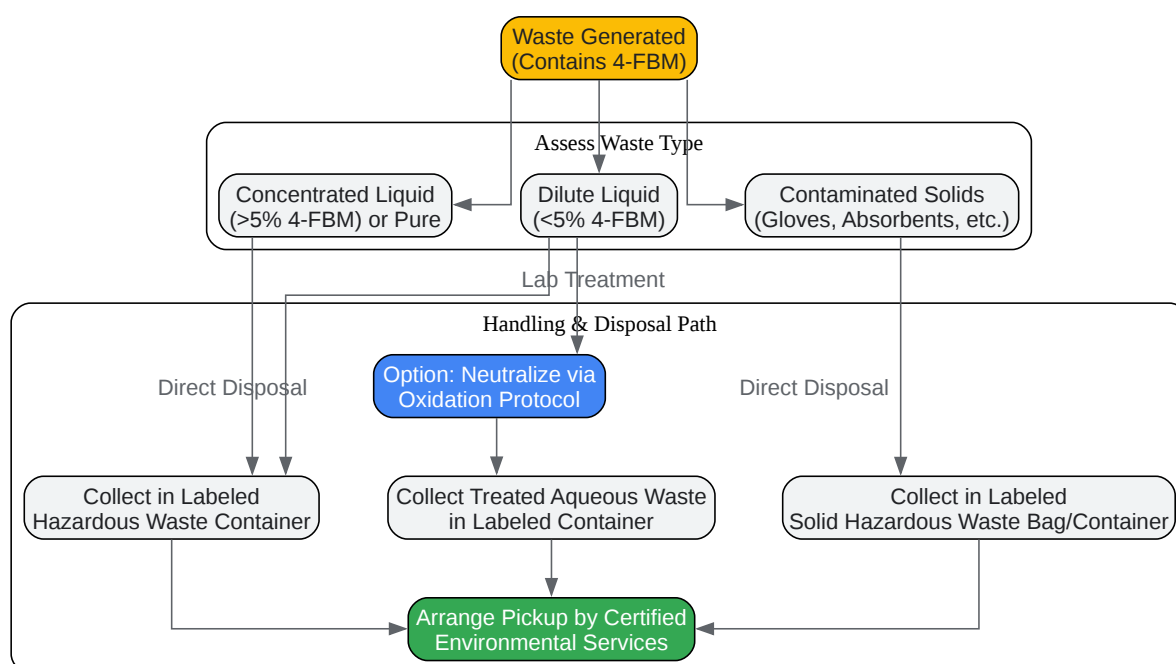 Waste Generated
(Contains 4-FBM)
Assess Waste Type
Concentrated Liquid
(>5% 4-FBM) or Pure
Dilute Liquid
(<5% 4-FBM)
Contaminated Solids
(Gloves, Absorbents, etc.)
Lab Treatment
Handling & Disposal Path
Direct Disposal
Option: Neutralize via
Oxidation Protocol
Direct Disposal
Collect in Labeled
Hazardous Waste Container
Collect Treated Aqueous Waste
in Labeled Container
Collect in Labeled
Solid Hazardous Waste Bag/Container
Arrange Pickup by Certified
Environmental Services